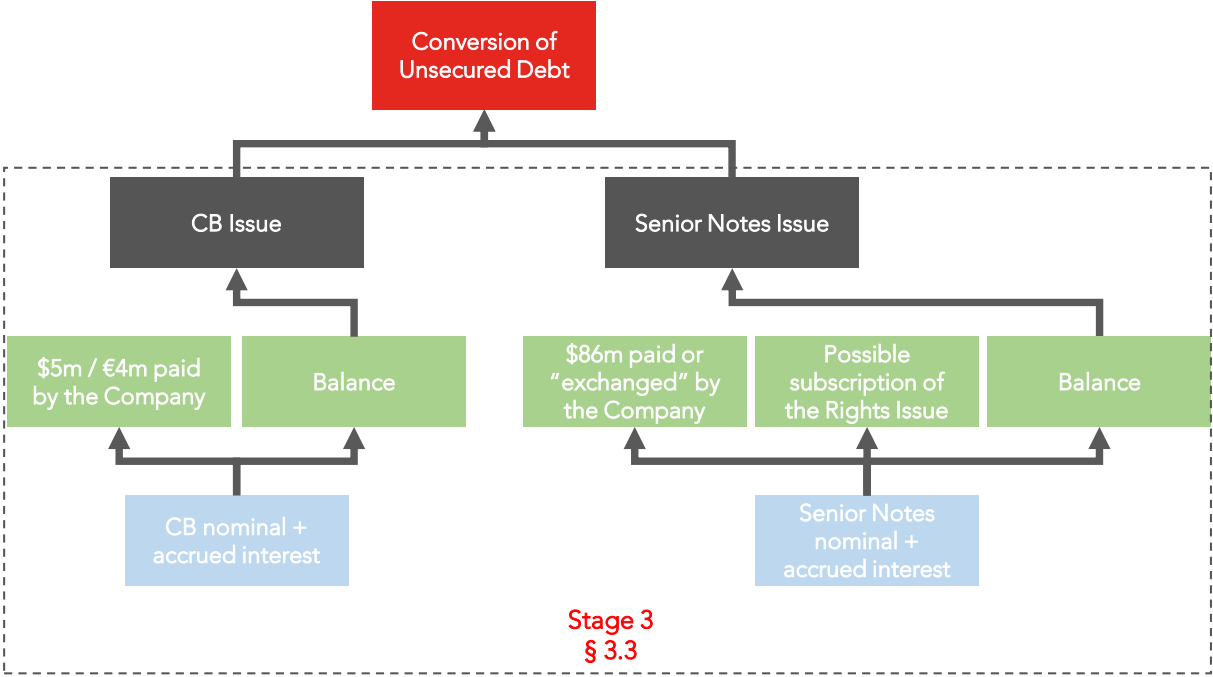 Conversion of
Unsecured Debt
CB Issue
Senior Notes Issue
$5m / €4m paid
by the Company
Balance
$86m paid or
“exchanged” by
the Company
Possible
subscription of
the Rights Issue
Balance
CB nominal +
accrued interest
Senior Notes
nominal +
accrued interest
Stage 3
§ 3.3